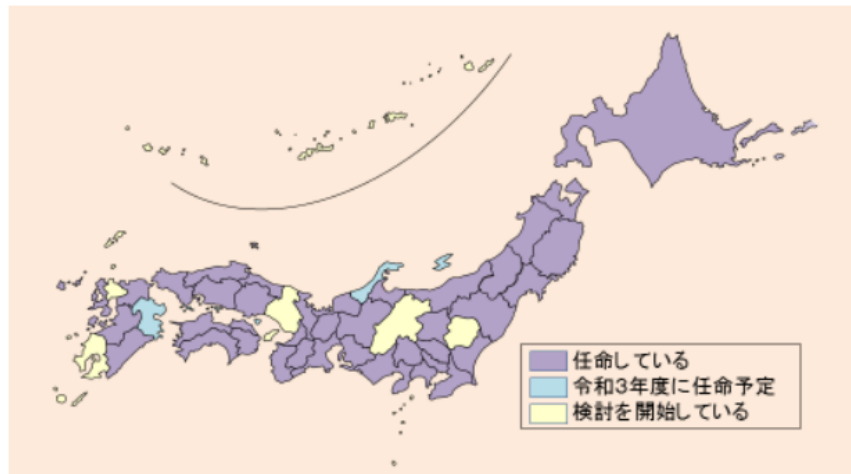 任命している
令和3年度に任命予定
検討を開始している